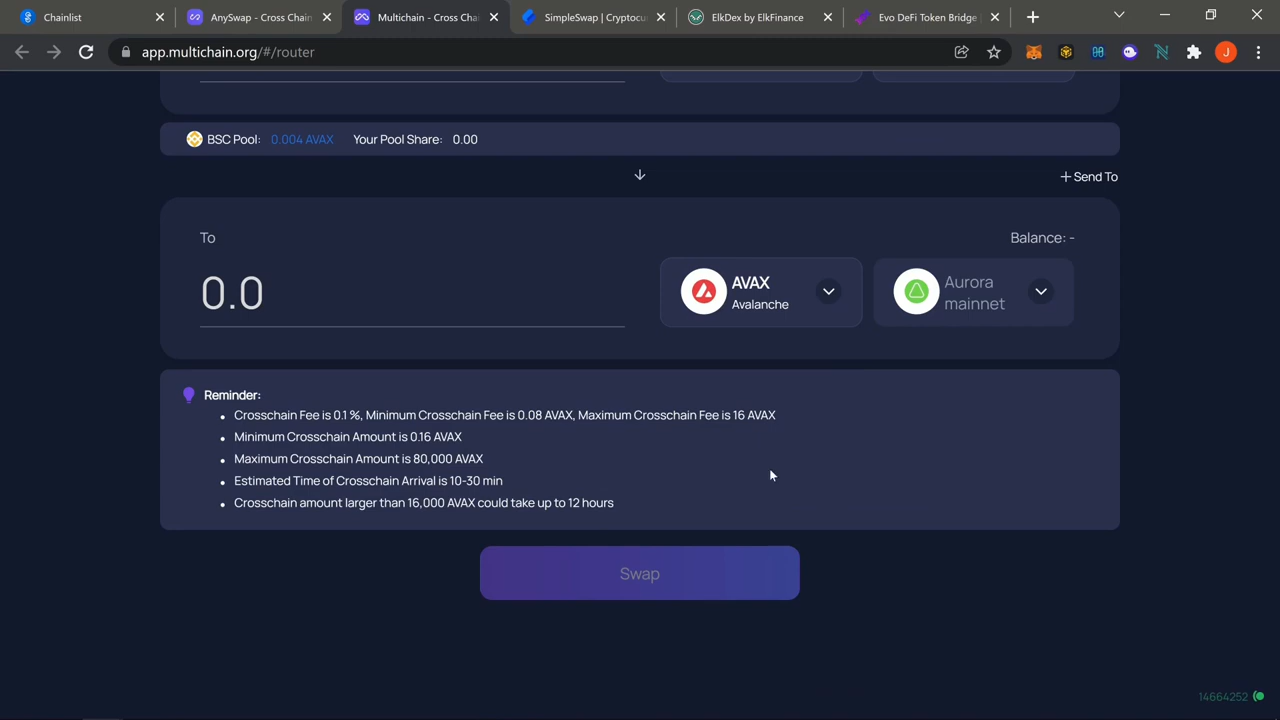 Chainlist
AnySwap - Cross Chain
Multichain - Cross Chai
SimpleSwap | Cryptocu
ElkDex by ElkFinance
Evo DeFi Token Bridge |
app.multichain.org/#/router
J
BSC Pool: 0.004 AVAX Your Pool Share: 0.00
Send To
To
Balance: -
0.0
AVAX
Avalanche
Aurora
mainnet
Reminder:
Crosschain Fee is 0.1 %, Minimum Crosschain Fee is 0.08 AVAX, Maximum Crosschain Fee is 16 AVAX
Minimum Crosschain Amount is 0.16 AVAX
Maximum Crosschain Amount is 80,000 AVAX
Estimated Time of Crosschain Arrival is 10-30 min
Crosschain amount larger than 16,000 AVAX could take up to 12 hours
Swap
14664252